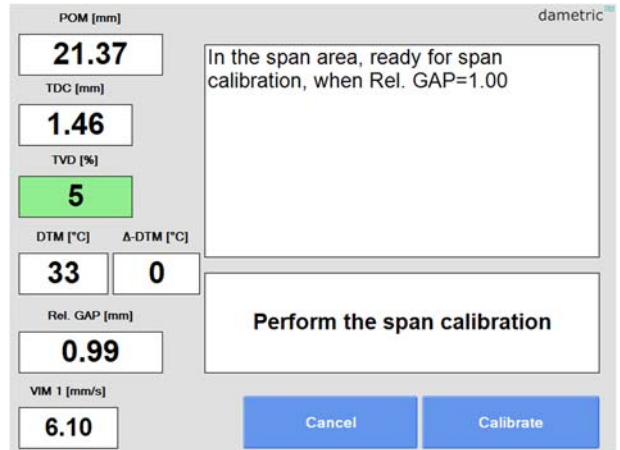 POM [mm]
dametric
21.37
In the span area, ready for span
calibration, when Rel. GAP=1.00
TDC [mm]
1.46
TVD [%]
5
DTM [°C] Δ-DTM [°C]
33 0
Rel. GAP [mm]
0.99
Perform the span calibration
VIM 1 [mm/s]
6.10
Cancel
Calibrate